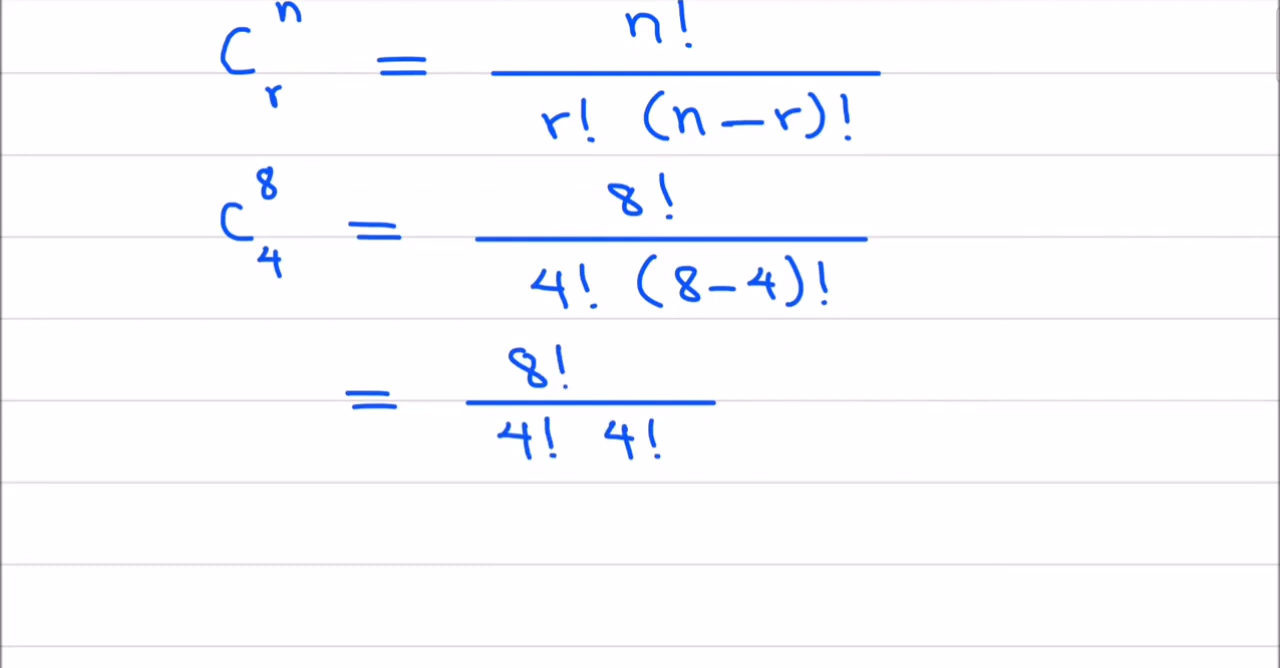 C^n_r = n! / r! (n-r)!
C^8_4 = 8! / 4! (8-4)!
= 8! / 4! 4!